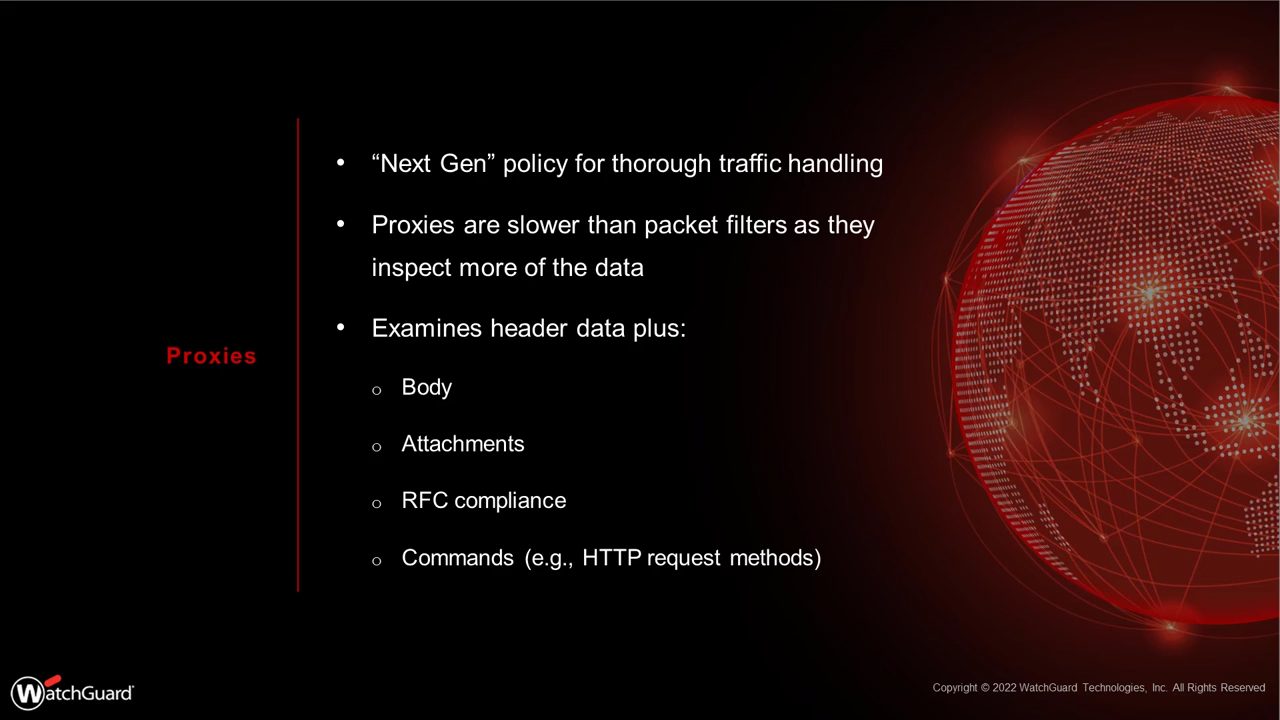 Proxies
• “Next Gen” policy for thorough traffic handling
• Proxies are slower than packet filters as they
inspect more of the data
• Examines header data plus:
o Body
o Attachments
o RFC compliance
o Commands (e.g., HTTP request methods)
WatchGuard
Copyright © 2022 WatchGuard Technologies, Inc. All Rights Reserved